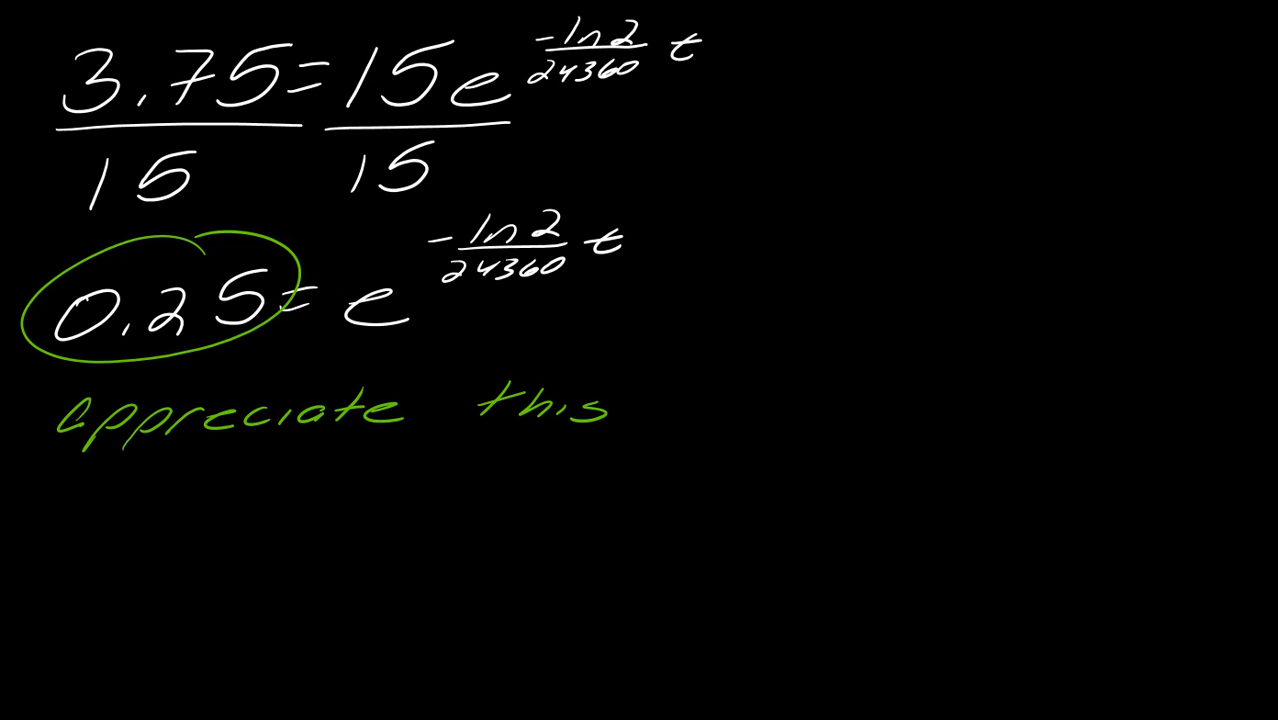 3.75 = 15e^(-ln2/24360 t)
15 15
0.25 = e^(-ln2/24360 t)
appreciate this